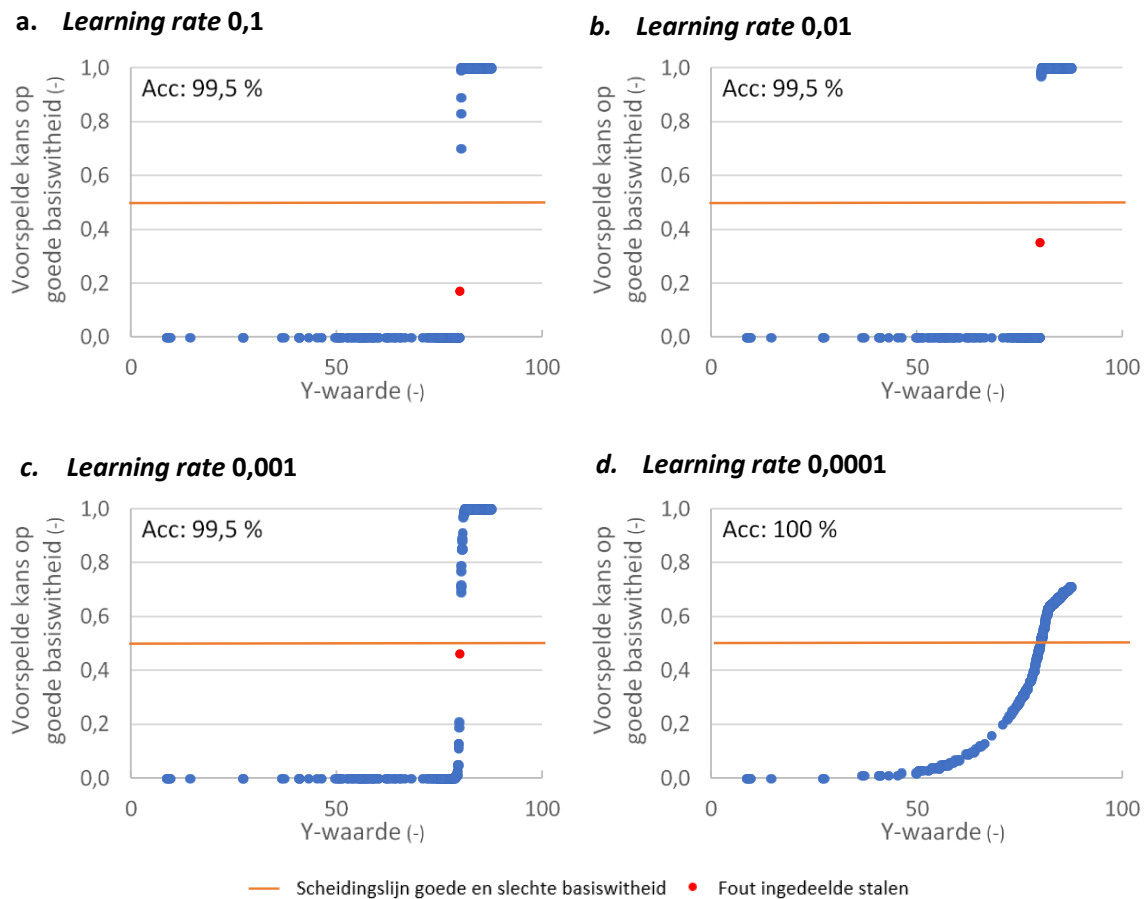 a. Learning rate 0,1
Voorspelde kans op
goede basiswitheid (-)
1,0
0,8
0,6
0,4
0,2
0,0
Acc: 99,5 %
0
50
100
Y-waarde (-)
b. Learning rate 0,01
Voorspelde kans op
goede basiswitheid (-)
1,0
0,8
0,6
0,4
0,2
0,0
Acc: 99,5 %
0
50
100
Y-waarde (-)
c. Learning rate 0,001
Voorspelde kans op
goede basiswitheid (-)
1,0
0,8
0,6
0,4
0,2
0,0
Acc: 99,5 %
0
50
100
Y-waarde (-)
d. Learning rate 0,0001
Voorspelde kans op
goede basiswitheid (-)
1,0
0,8
0,6
0,4
0,2
0,0
Acc: 100 %
0
50
100
Y-waarde (-)
Scheidingslijn goede en slechte basiswitheid
Fout ingedeelde stalen